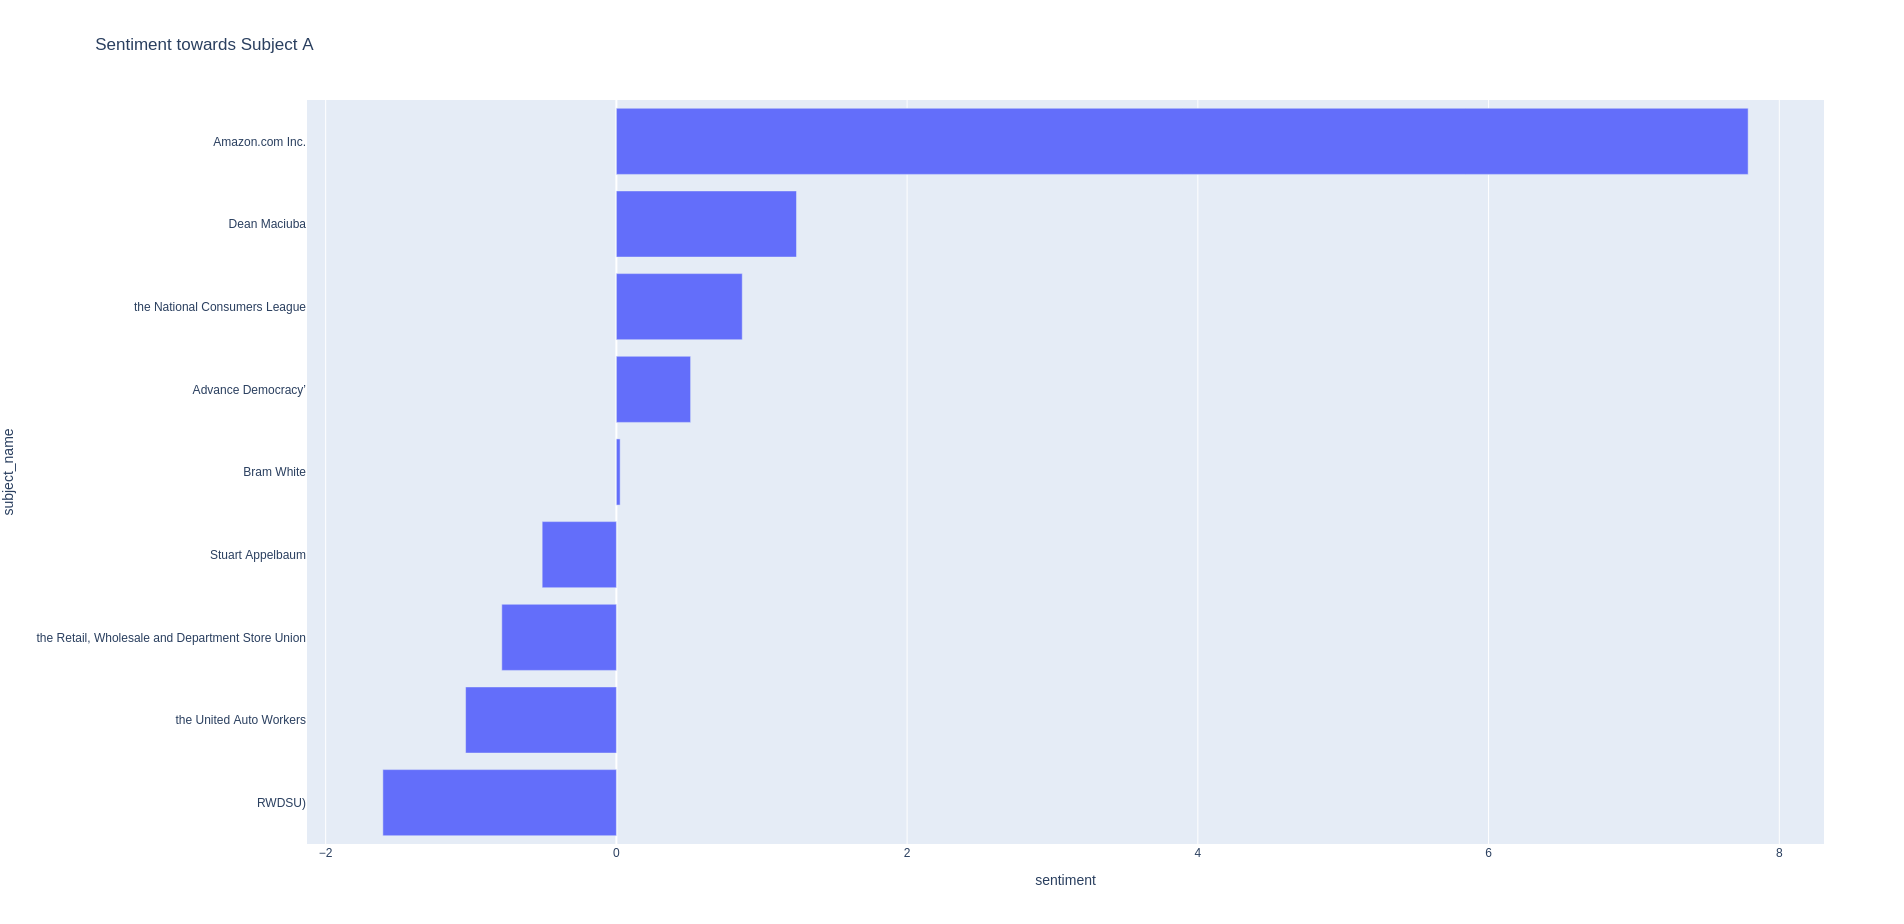 Sentiment towards Subject A
Amazon.com Inc.
Dean Maciuba
the National Consumers League
Advance Democracy'
Bram White
Stuart Appelbaum
the Retail, Wholesale and Department Store Union
the United Auto Workers
RWDSU)
subject_name
−2 0 2 4 6 8
sentiment